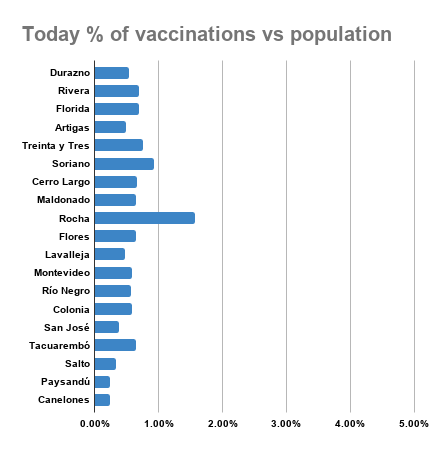 Today % of vaccinations vs population
Durazno
Rivera
Florida
Artigas
Treinta y Tres
Soriano
Cerro Largo
Maldonado
Rocha
Flores
Lavalleja
Montevideo
Río Negro
Colonia
San José
Tacuarembó
Salto
Paysandú
Canelones
0.00% 1.00% 2.00% 3.00% 4.00% 5.00%